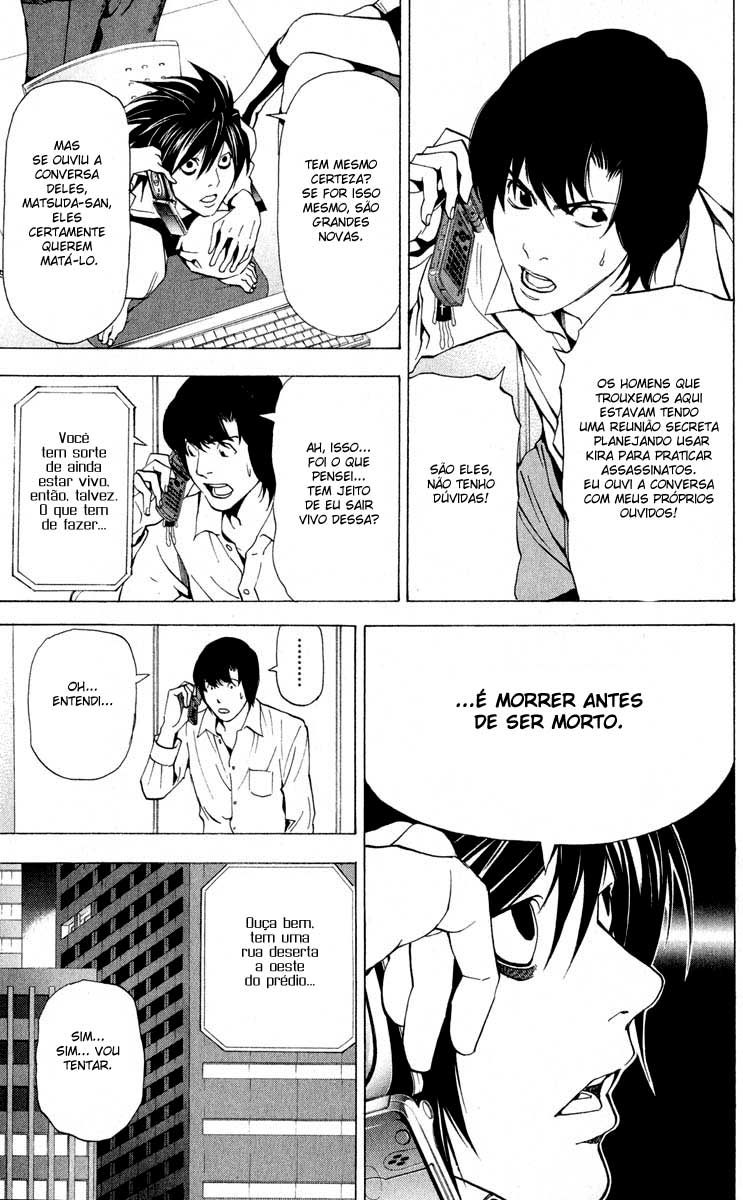 OS HOMENS QUE
TROUXEMOS AQUI
ESTAVAM TENDO
UMA REUNIÃO SECRETA
PLANEJANDO USAR
KIRA PARA PRATICAR
ASSASSINATOS.
EU OUVI A CONVERSA
COM MEUS PRÓPRIOS
OUVIDOS!
SÃO ELES,
NÃO TENHO
DÚVIDAS!
TEM MESMO
CERTEZA?
SE FOR ISSO
MESMO, SÃO
GRANDES
NOVAS.
MAS
SE OUVIU A
CONVERSA
DELES,
MATSUDA-SAN,
ELES
CERTAMENTE
QUEREM
MATÁ-LO.
AH, ISSO...
FOI O QUE
PENSEI...
TEM JEITO
DE EU SAIR
VIVO DESSA?
Você
tem sorte
de ainda
estar vivo,
então, talvez.
O que tem
de fazer...
...É MORRER ANTES
DE SER MORTO.
........
OH...
ENTENDI...
Ouça bem,
tem uma
rua deserta
a oeste
do prédio...
SIM...
SIM... VOU
TENTAR.